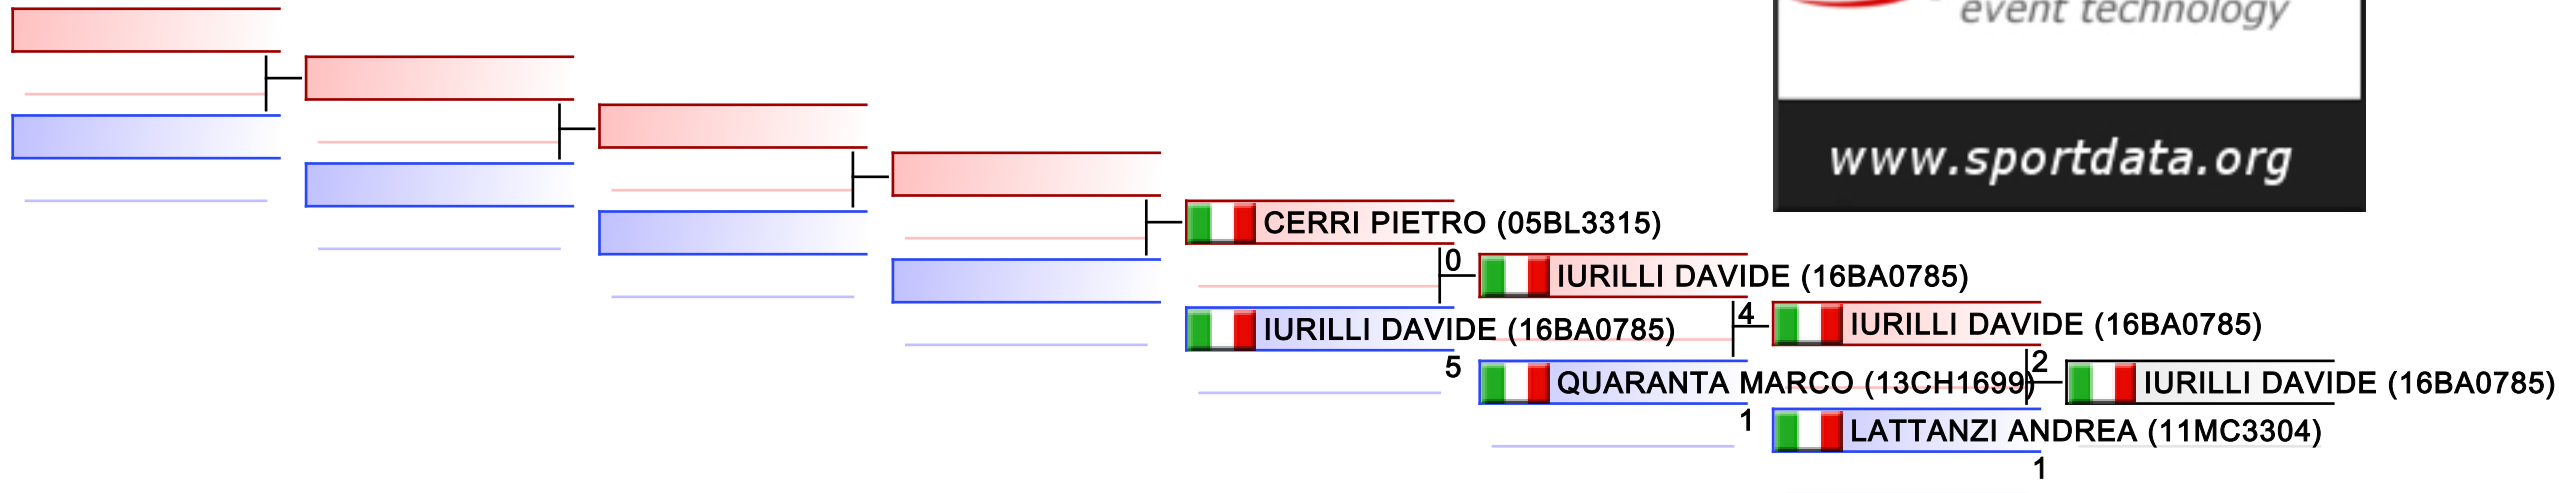 event technology
www.sportdata.org
CERRI PIETRO (05BL3315)
0
IURILLI DAVIDE (16BA0785)
IURILLI DAVIDE (16BA0785)
5
4
QUARANTA MARCO (13CH1699)
1
IURILLI DAVIDE (16BA0785)
2
LATTANZI ANDREA (11MC3304)
1
IURILLI DAVIDE (16BA0785)